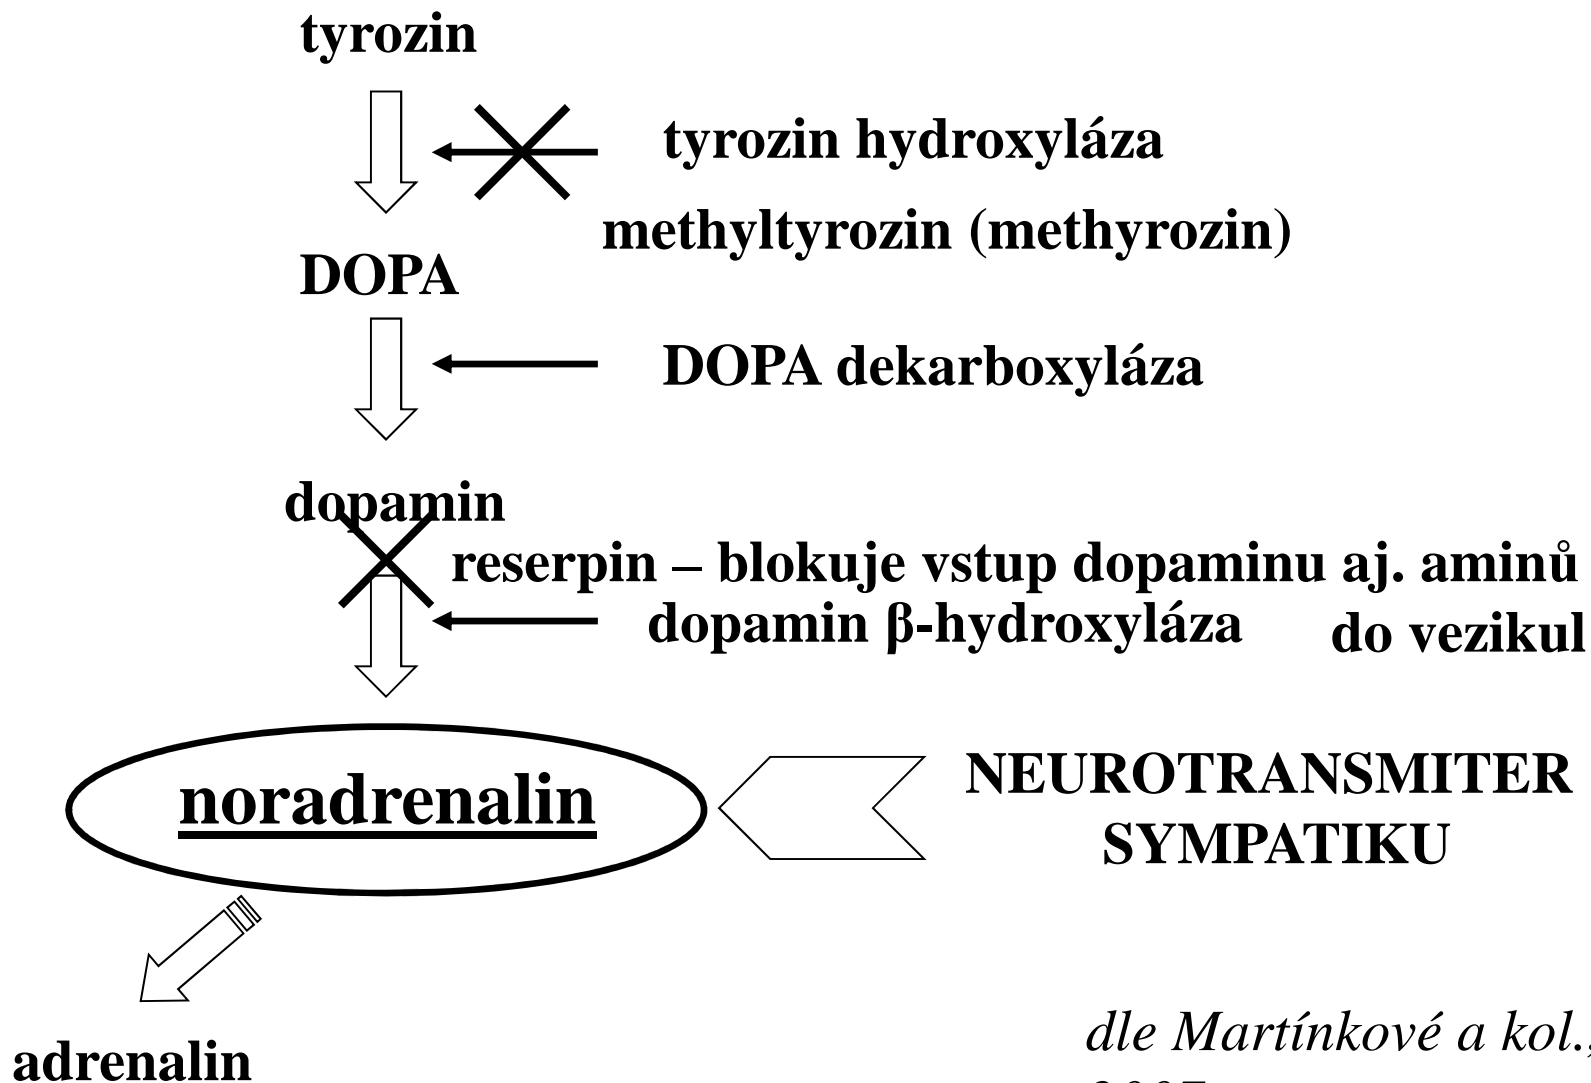 tyrozin
tyrozin hydroxyláza
methyltyrozin (methyrozin)
DOPA
DOPA dekarboxyláza
dopamin
reserpin – blokuje vstup dopaminu aj. aminů
dopamin β-hydroxyláza
do vezikul
noradrenalin
NEUROTRANSMITER
SYMPATIKU
adrenalin
dle Martínkové a kol.,